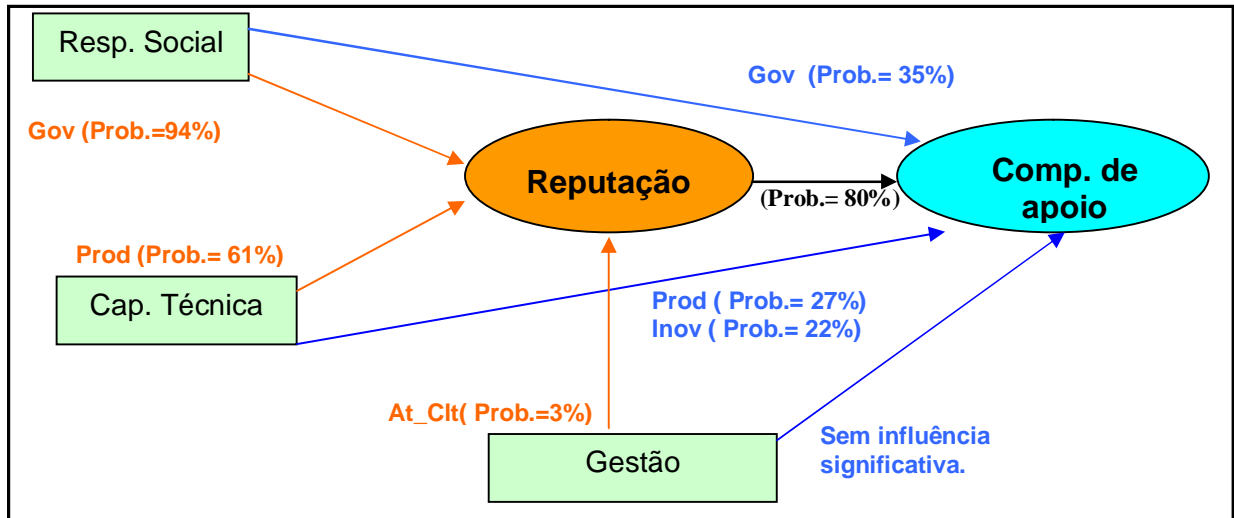 Resp. Social
Gov (Prob.= 35%)
Gov (Prob.=94%)
Reputação
Comp. de
apoio
(Prob.= 80%)
Prod (Prob.= 61%)
Cap. Técnica
Prod ( Prob.= 27%)
Inov ( Prob.= 22%)
At_Clt( Prob.=3%)
Sem influência
significativa.
Gestão